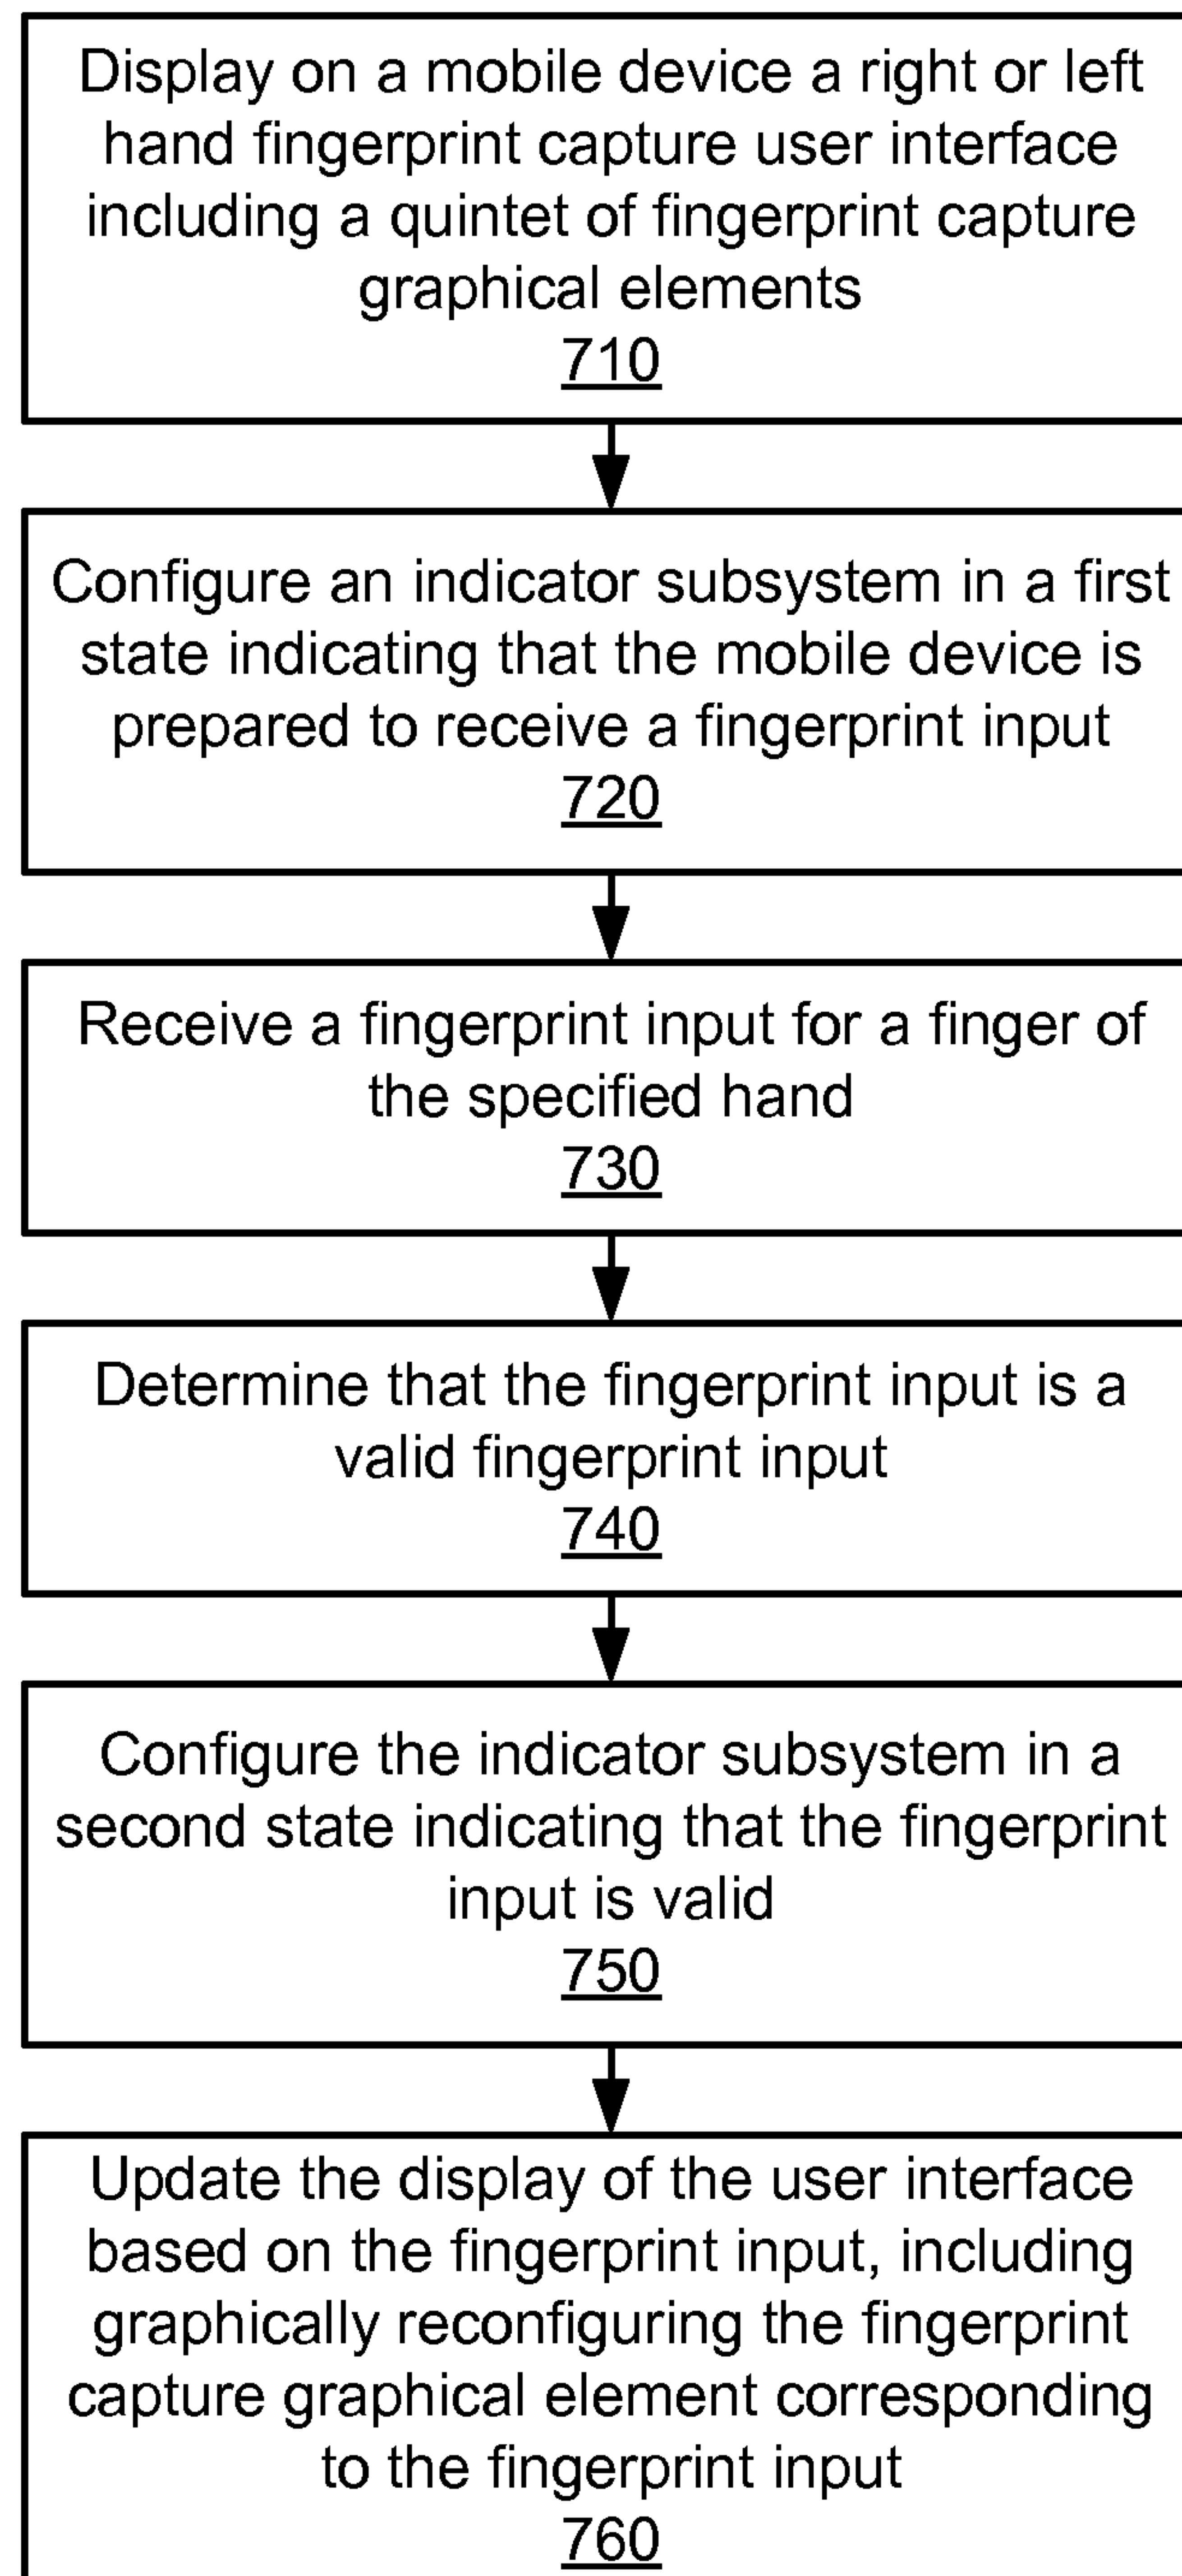 Display on a mobile device a right or left
hand fingerprint capture user interface
including a quintet of fingerprint capture
graphical elements
710
Configure an indicator subsystem in a first
state indicating that the mobile device is
prepared to receive a fingerprint input
720
Receive a fingerprint input for a finger of
the specified hand
730
Determine that the fingerprint input is a
valid fingerprint input
740
Configure the indicator subsystem in a
second state indicating that the fingerprint
input is valid
750
Update the display of the user interface
based on the fingerprint input, including
graphically reconfiguring the fingerprint
capture graphical element corresponding
to the fingerprint input
760